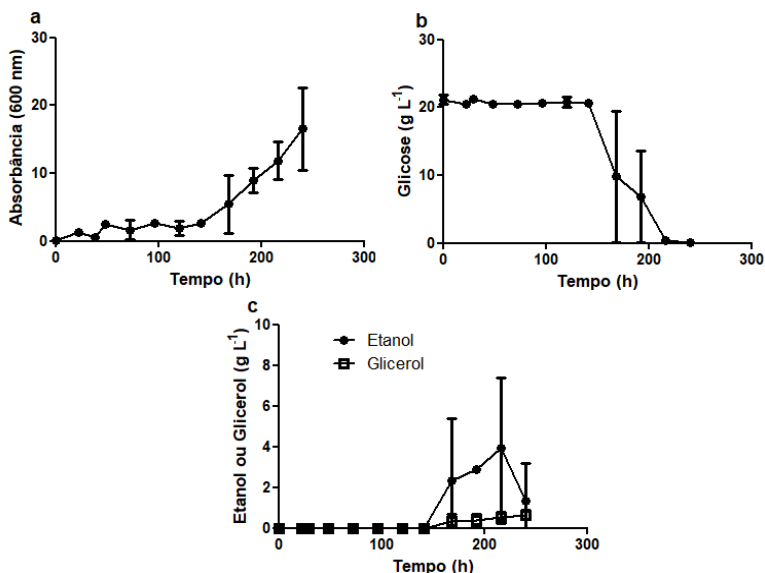 a
30
20
10
0
Absorbância (600 nm)
0 100 200 300
Tempo (h)
b
30
20
10
0
Glicose (g L-1)
0 100 200 300
Tempo (h)
c
10
8
6
4
2
0
Etanol ou Glicerol (g L-1)
Etanol
Glicerol
0 100 200 300
Tempo (h)